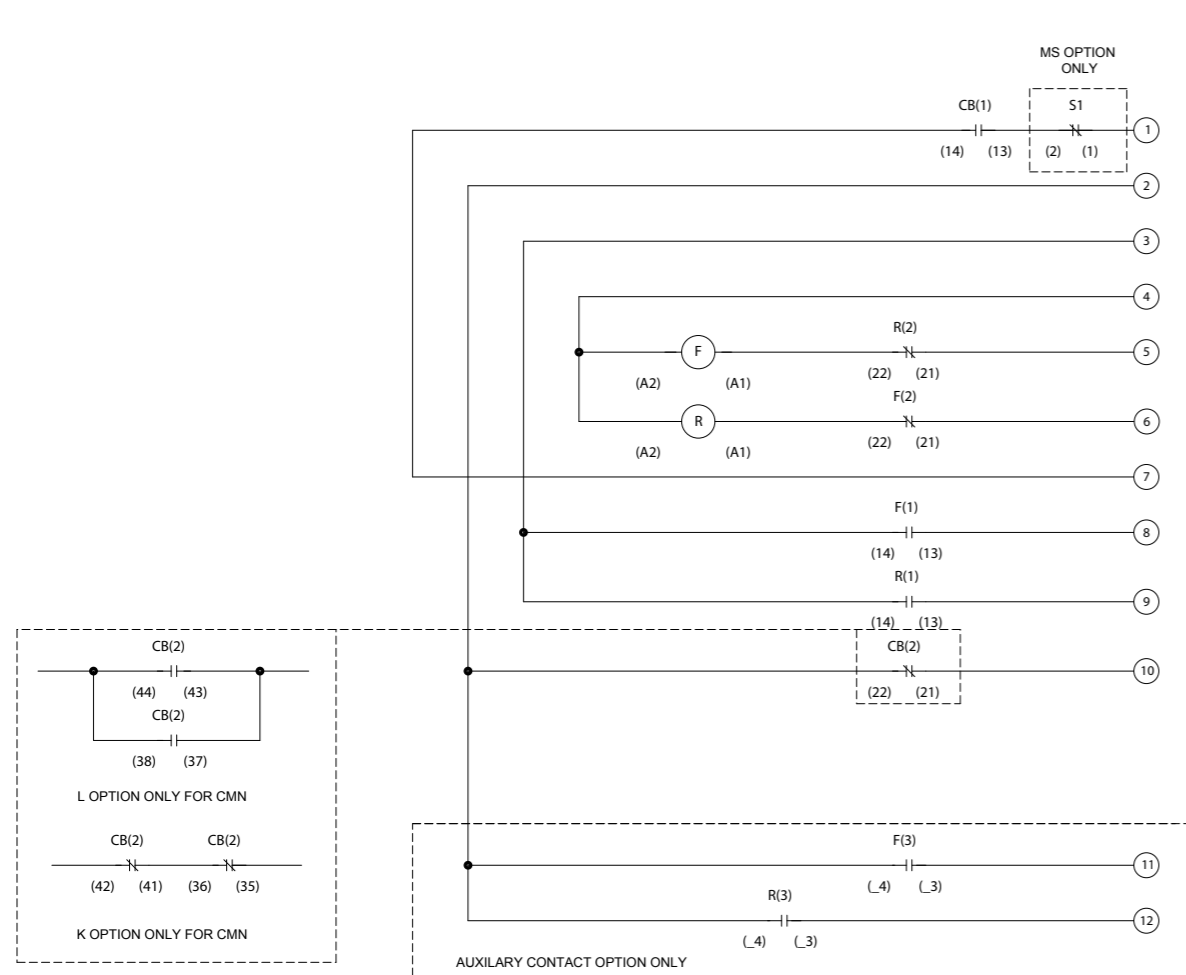 MS OPTION
ONLY
CB(1) S1
1
(14) (13) (2) (1)
2
3
4
R(2)
F 5
(A2) (A1) (22) (21)
F(2)
R 6
(A2) (A1) (22) (21)
7
F(1)
8
(14) (13)
R(1)
9
(14) (13)
CB(2) CB(2)
10
(44) (43) (22) (21)
CB(2)
(38) (37)
L OPTION ONLY FOR CMN
CB(2) CB(2) F(3)
11
(42) (41) (36) (35) (_4) (_3)
R(3)
12
K OPTION ONLY FOR CMN (_4) (_3)
AUXILARY CONTACT OPTION ONLY